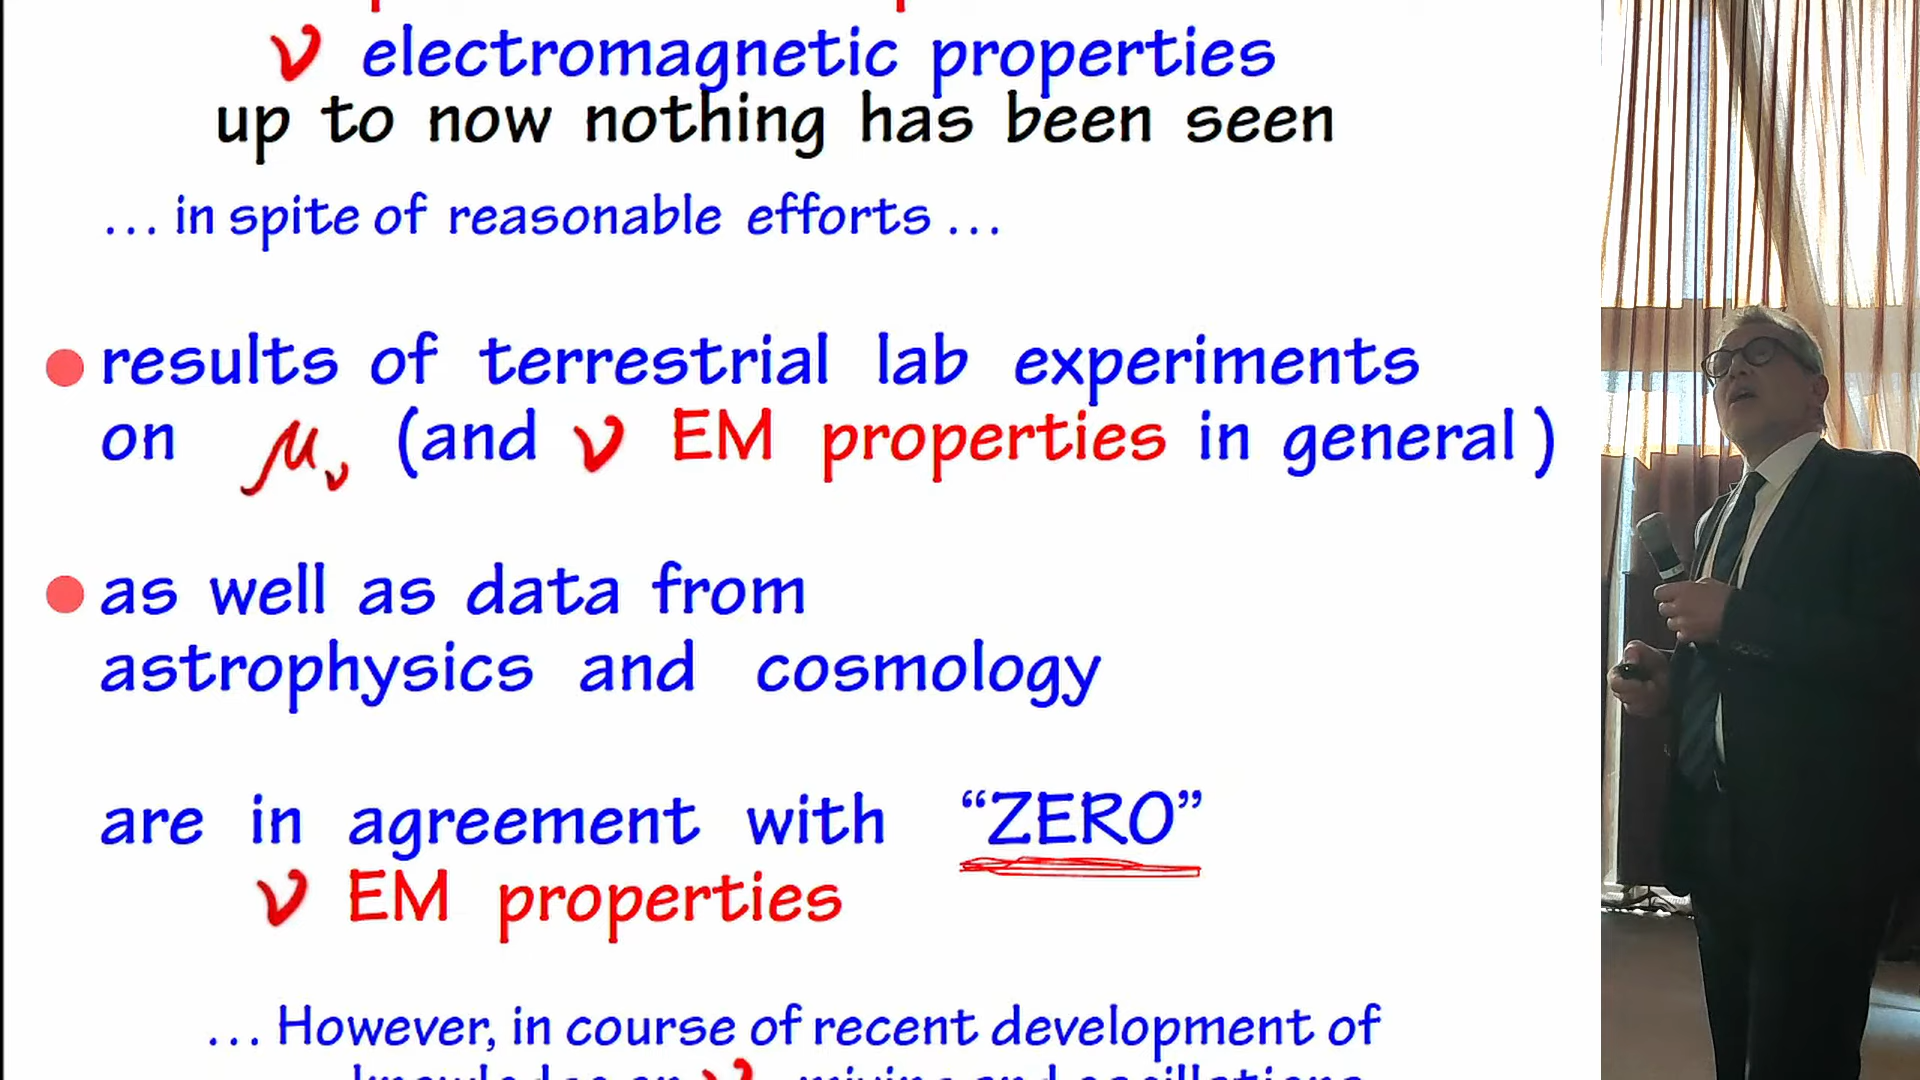 ν electromagnetic properties
up to now nothing has been seen
... in spite of reasonable efforts ...
results of terrestrial lab experiments
on μν (and ν EM properties in general)
as well as data from
astrophysics and cosmology
are in agreement with “ZERO”
ν EM properties
... However, in course of recent development of